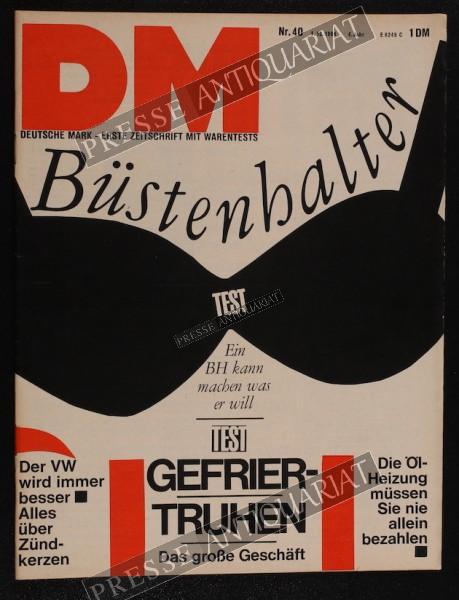 DM
Nr. 40
E 6245 C
1 DM
DEUTSCHE MARK - ERSTE ZEITSCHRIFT MIT WARENTESTS
Büstenhalter
TEST
Ein
BH kann
machen was
er will
TEST
GEFRIER-
TRUHEN
Das große Geschäft
Der VW
wird immer
besser
Alles
über
Zünd-
kerzen
Die Öl-
Heizung
müssen
Sie nie
allein
bezahlen
PRESSE ANTIQUARIAT
PRESSE ANTIQUARIAT
PRESSE ANTIQUARIAT